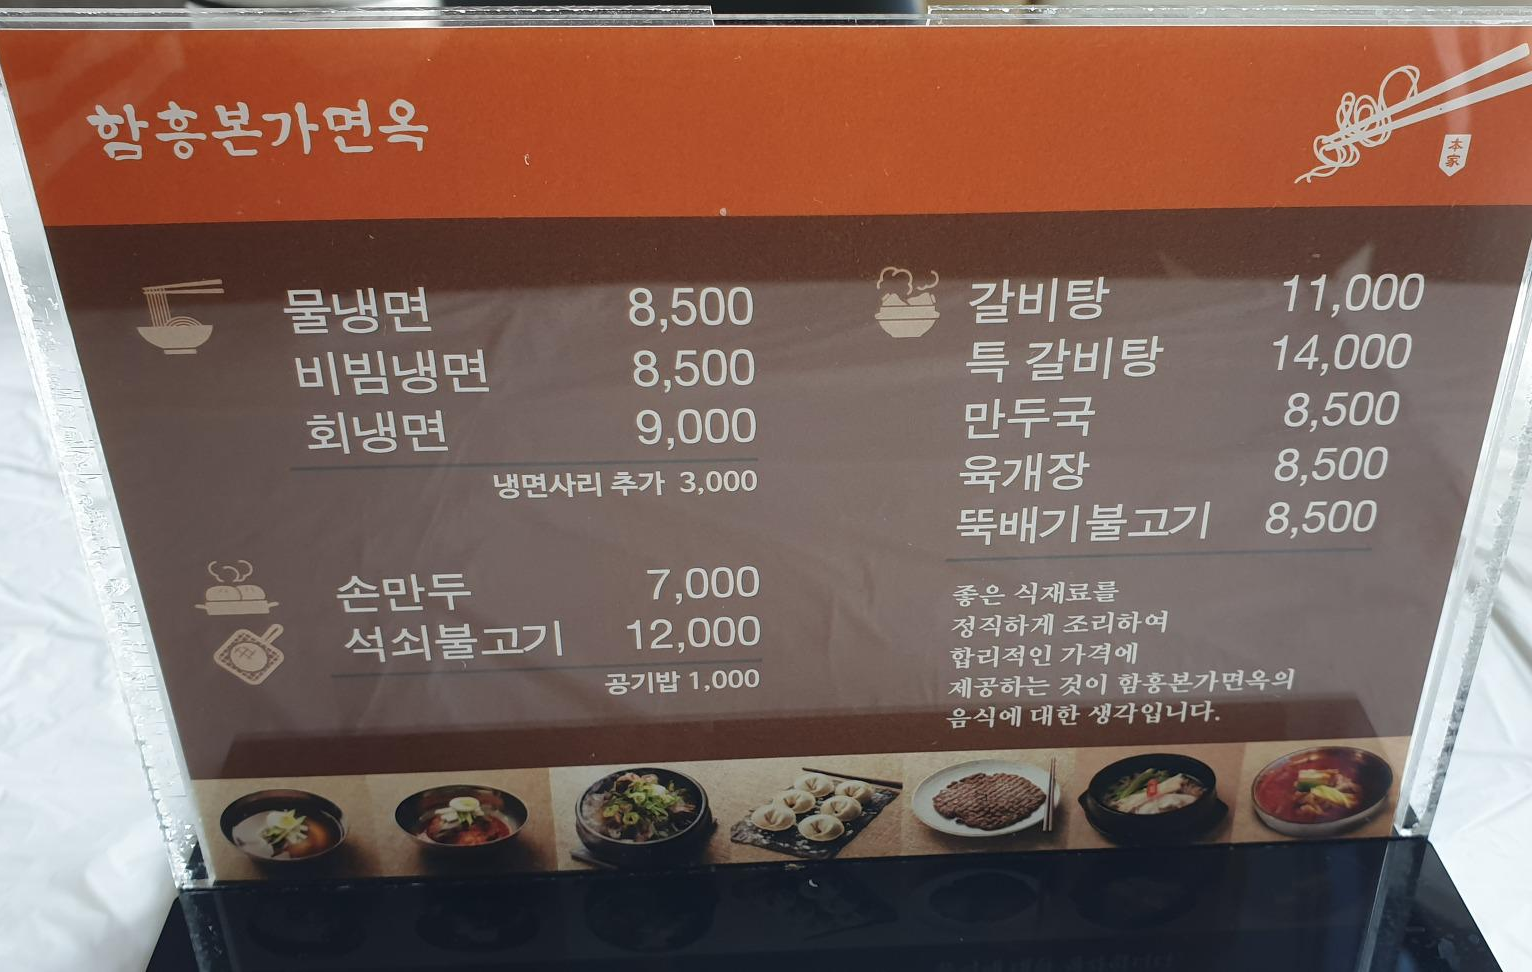 함흥본가면옥
本
家
물냉면 8,500
비빔냉면 8,500
회냉면 9,000
냉면사리 추가 3,000
손만두 7,000
석쇠불고기 12,000
공기밥 1,000
갈비탕 11,000
특 갈비탕 14,000
만두국 8,500
육개장 8,500
뚝배기불고기 8,500
좋은 식재료를
정직하게 조리하여
합리적인 가격에
제공하는 것이 함흥본가면옥의
음식에 대한 생각입니다.